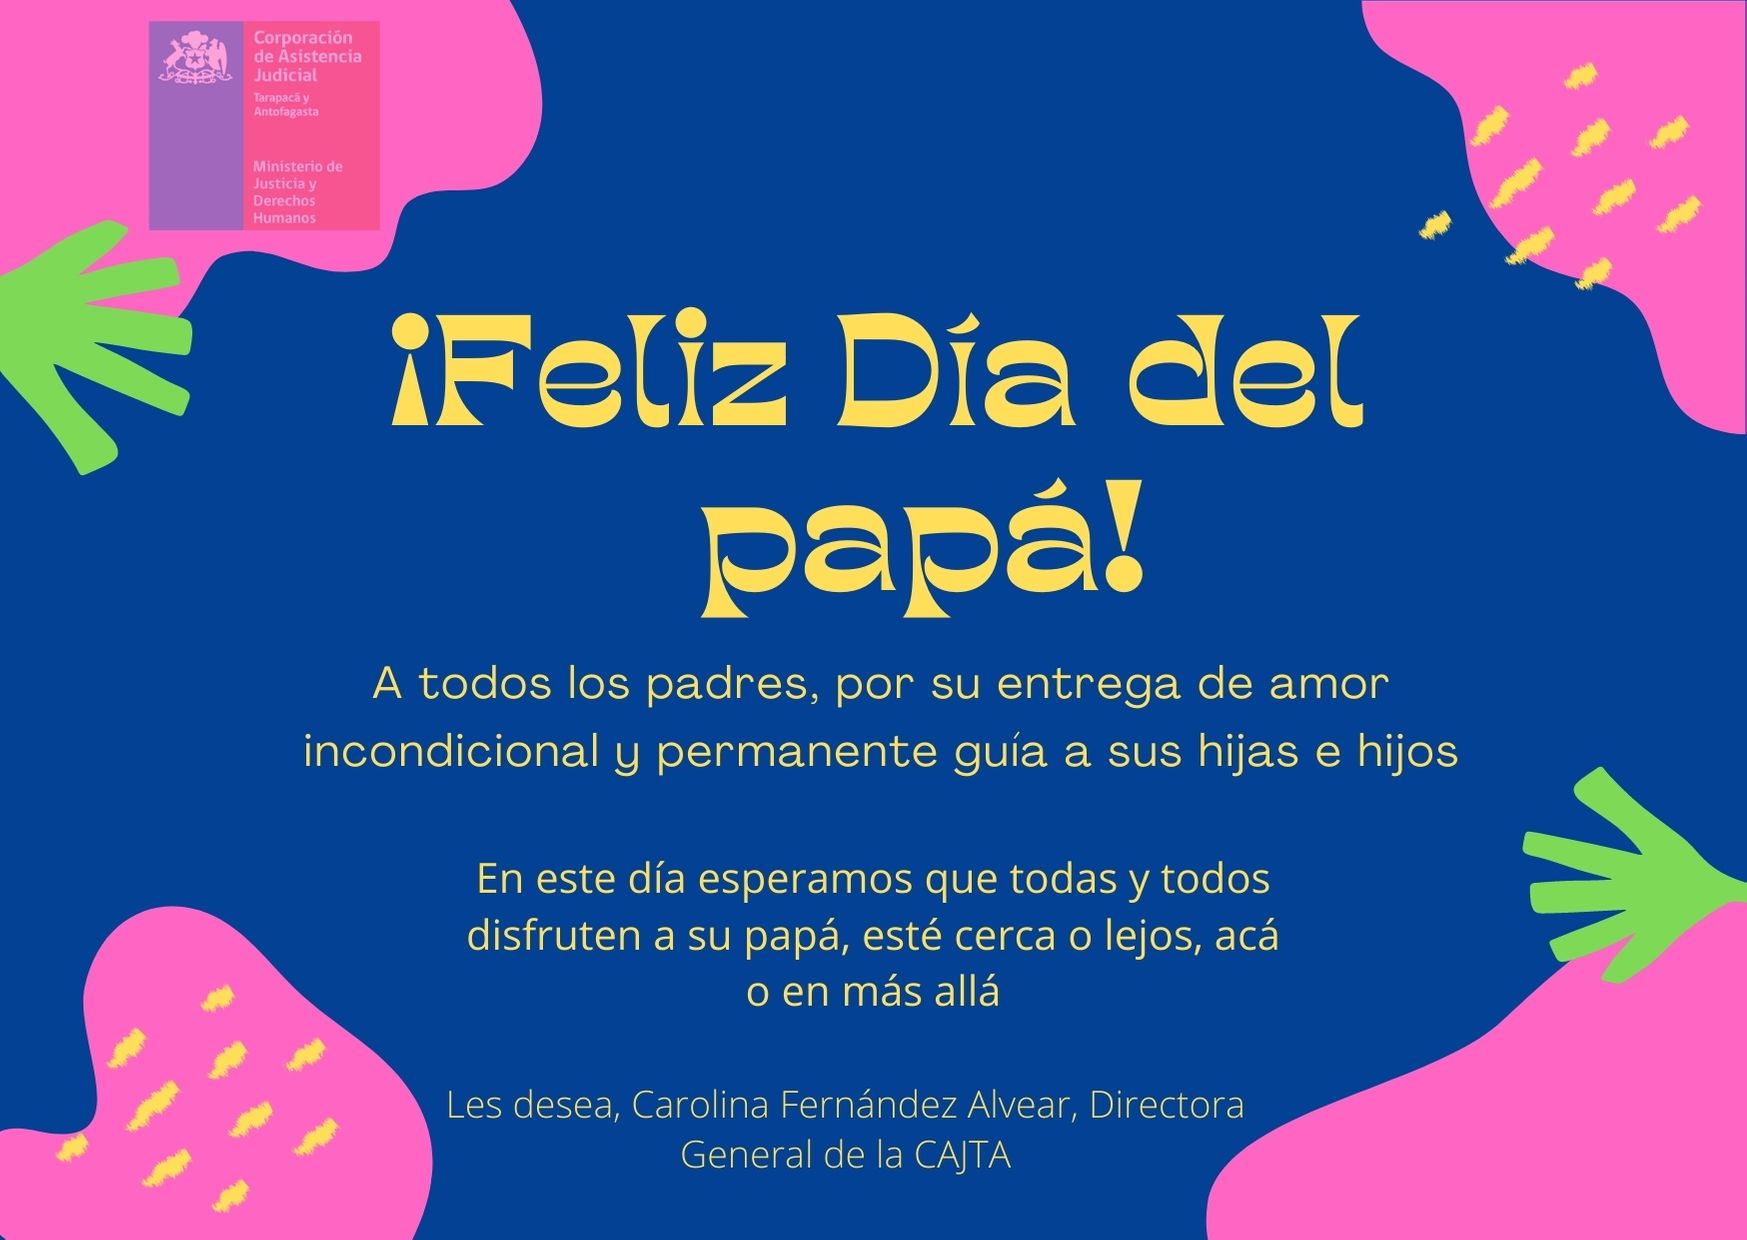 Corporación
de Asistencia
Judicial
Tarapacá y
Antofagasta
Ministerio de
Justicia y
Derechos
Humanos
¡Feliz Día del
papá!
A todos los padres, por su entrega de amor
incondicional y permanente guía a sus hijas e hijos
En este día esperamos que todas y todos
disfruten a su papá, esté cerca o lejos, acá
o en más allá
Les desea, Carolina Fernández Alvear, Directora
General de la CAJTA